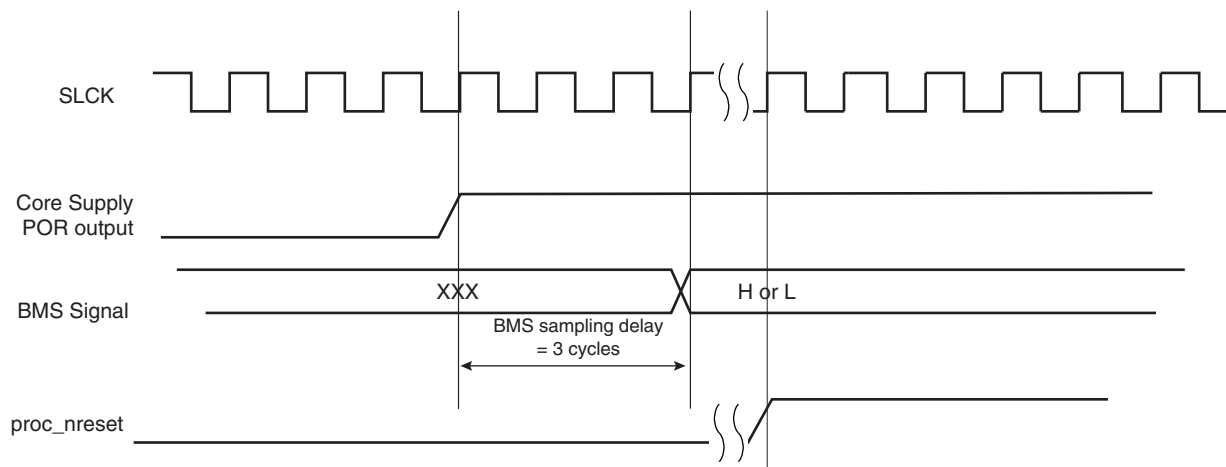 SLCK
Core Supply
POR output
XXX
H or L
BMS Signal
BMS sampling delay
= 3 cycles
proc_nreset